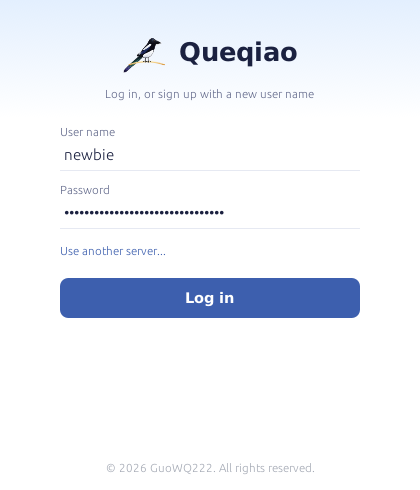 Queqiao
Log in, or sign up with a new user name
User name
newbie
Password
••••••••••••••••••••••••••••••••
Use another server...
Log in
© 2026 GuoWQ222. All rights reserved.